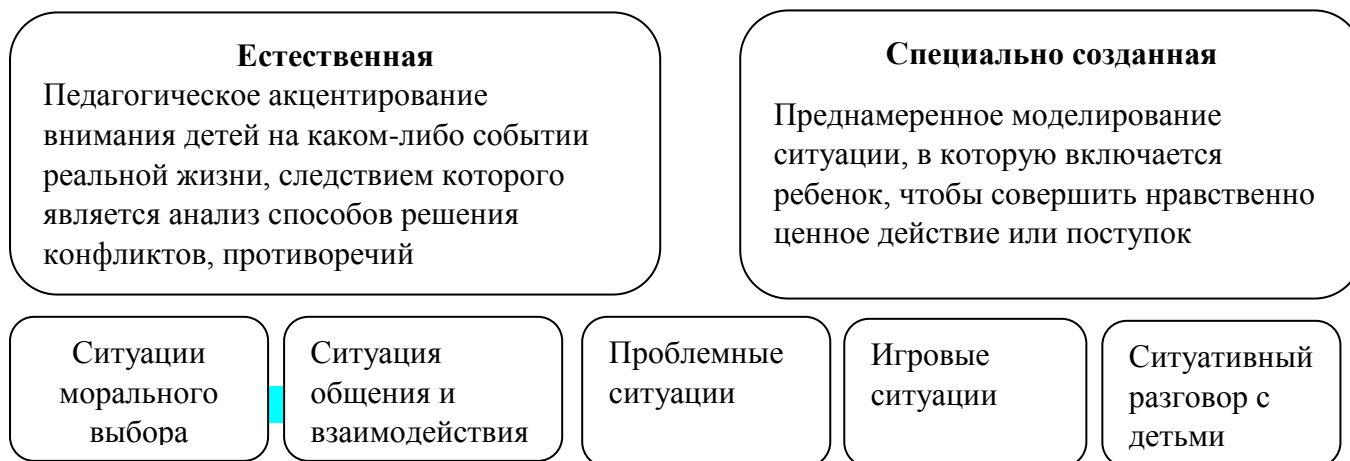 Естественная
Педагогическое акцентирование
внимания детей на каком-либо событии
реальной жизни, следствием которого
является анализ способов решения
конфликтов, противоречий
Специально созданная
Преднамеренное моделирование
ситуации, в которую включается
ребенок, чтобы совершить нравственно
ценное действие или поступок
Ситуации
морального
выбора
Ситуация
общения и
взаимодействия
Проблемные
ситуации
Игровые
ситуации
Ситуативный
разговор с
детьми